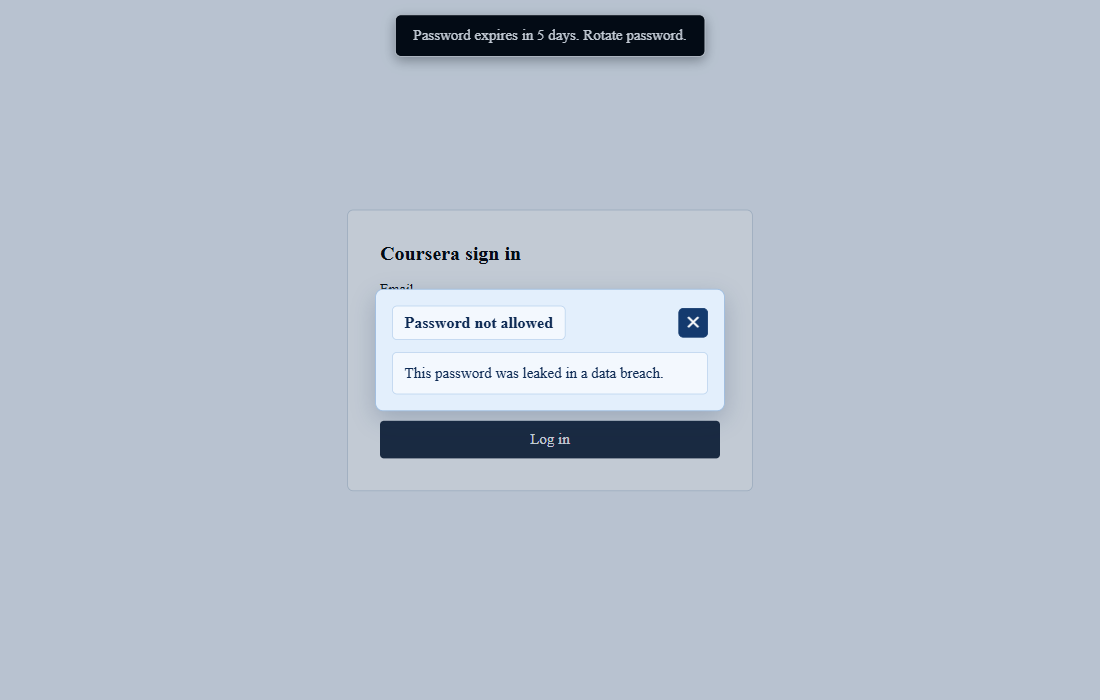 Password expires in 5 days. Rotate password.
Coursera sign in
Email
Password not allowed
This password was leaked in a data breach.
Log in